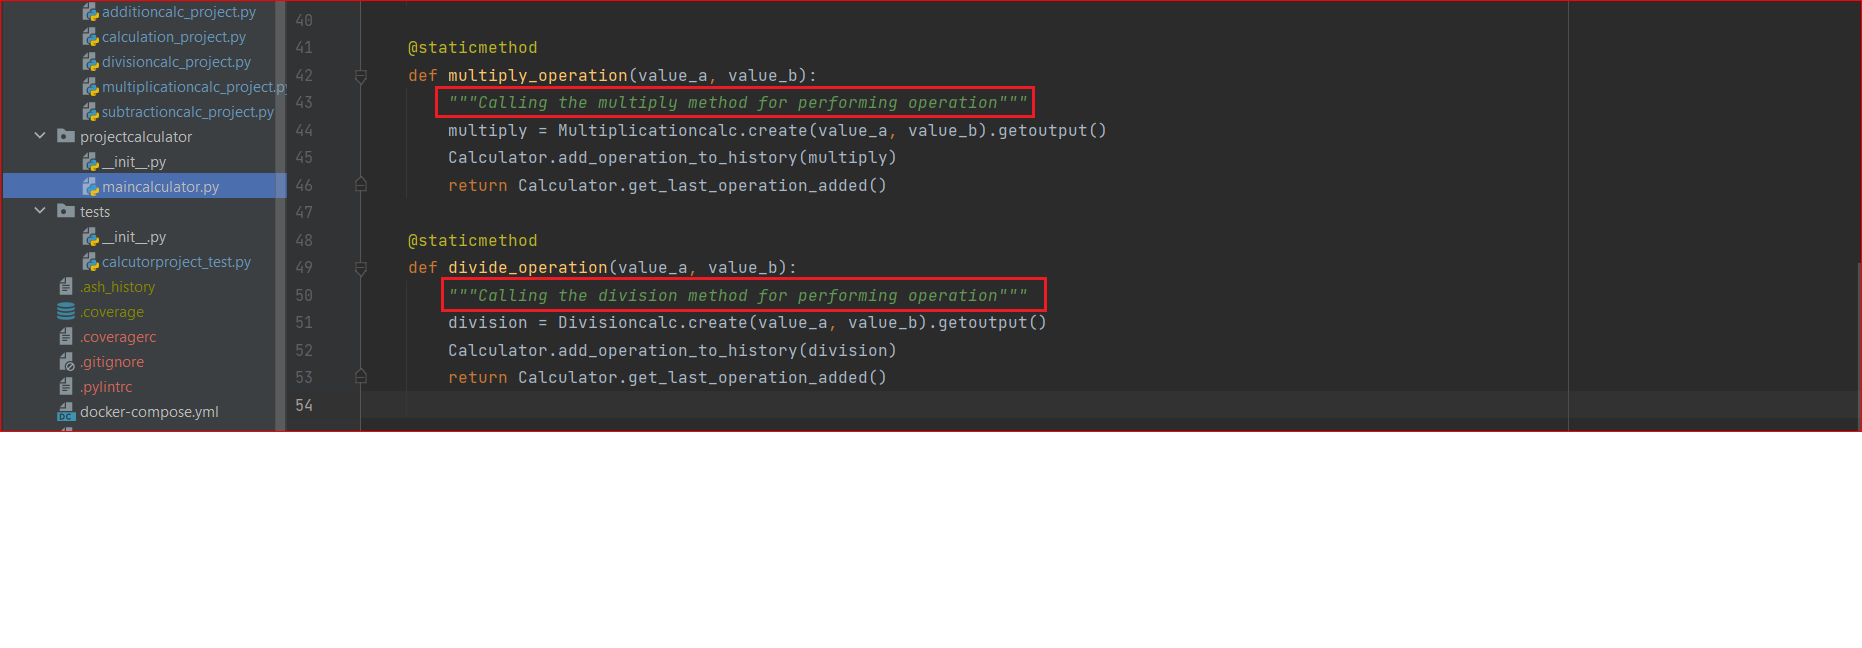 additioncalc_project.py
calculation_project.py
divisioncalc_project.py
multiplicationcalc_project.py
subtractioncalc_project.py
projectcalculator
__init__.py
maincalculator.py
tests
__init__.py
calcutorproject_test.py
.ash_history
.coverage
.coveragerc
.gitignore
.pylintrc
DC docker-compose.yml
40
41 @staticmethod
42 def multiply_operation(value_a, value_b):
43 """Calling the multiply method for performing operation"""
44 multiply = Multiplicationcalc.create(value_a, value_b).getoutput()
45 Calculator.add_operation_to_history(multiply)
46 return Calculator.get_last_operation_added()
47
48 @staticmethod
49 def divide_operation(value_a, value_b):
50 """Calling the division method for performing operation"""
51 division = Divisioncalc.create(value_a, value_b).getoutput()
52 Calculator.add_operation_to_history(division)
53 return Calculator.get_last_operation_added()
54